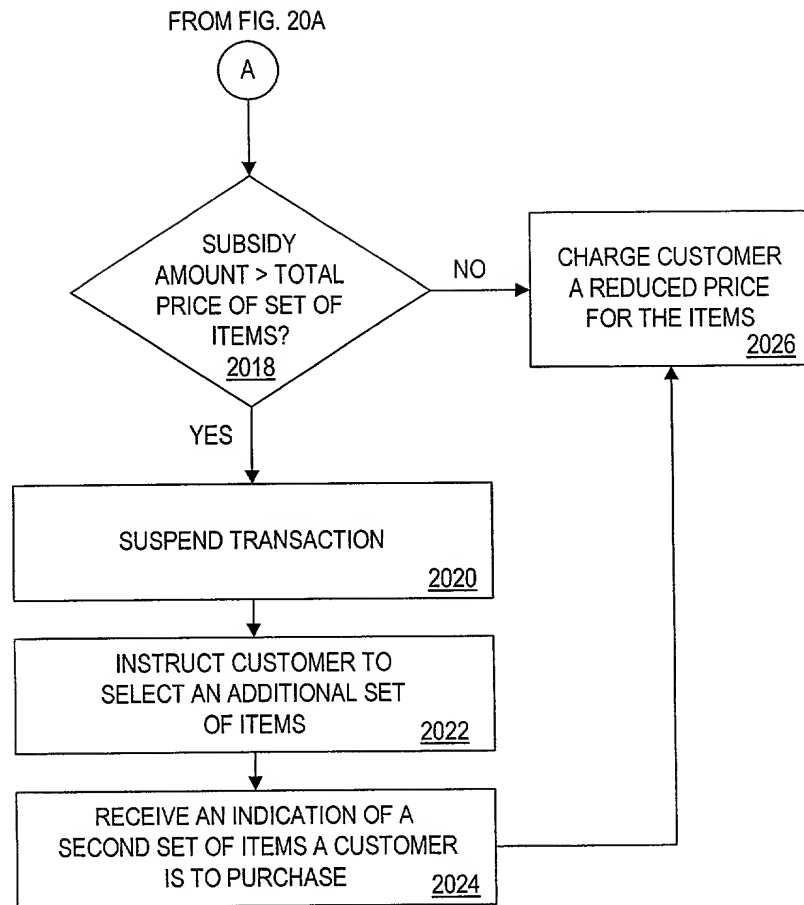 FROM FIG. 20A
A
SUBSIDY
AMOUNT > TOTAL
PRICE OF SET OF
ITEMS?
2018
NO
CHARGE CUSTOMER
A REDUCED PRICE
FOR THE ITEMS
2026
YES
SUSPEND TRANSACTION
2020
INSTRUCT CUSTOMER TO
SELECT AN ADDITIONAL SET
OF ITEMS
2022
RECEIVE AN INDICATION OF A
SECOND SET OF ITEMS A CUSTOMER
IS TO PURCHASE
2024